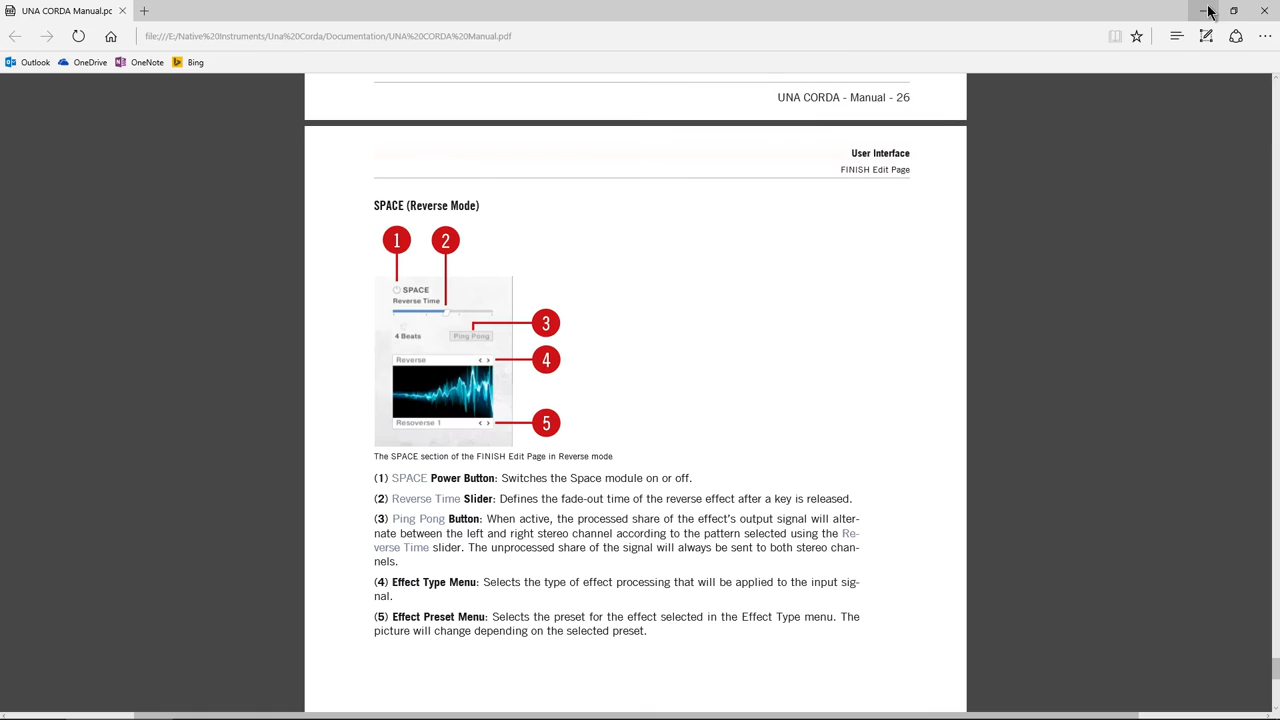 UNA CORDA Manual.pc
file:///E:/Native%20Instruments/Una%20Corda/Documentation/UNA%20CORDA%20Manual.pdf
Outlook OneDrive OneNote Bing
UNA CORDA - Manual - 26
User Interface
FINISH Edit Page
SPACE (Reverse Mode)
1 2
SPACE
Reverse Time
3
4 Beats Ping Pong
Reverse 4
Resoverse 1 5
The SPACE section of the FINISH Edit Page in Reverse mode
(1) SPACE Power Button: Switches the Space module on or off.
(2) Reverse Time Slider: Defines the fade-out time of the reverse effect after a key is released.
(3) Ping Pong Button: When active, the processed share of the effect's output signal will alter-
nate between the left and right stereo channel according to the pattern selected using the Re-
verse Time slider. The unprocessed share of the signal will always be sent to both stereo chan-
nels.
(4) Effect Type Menu: Selects the type of effect processing that will be applied to the input sig-
nal.
(5) Effect Preset Menu: Selects the preset for the effect selected in the Effect Type menu. The
picture will change depending on the selected preset.